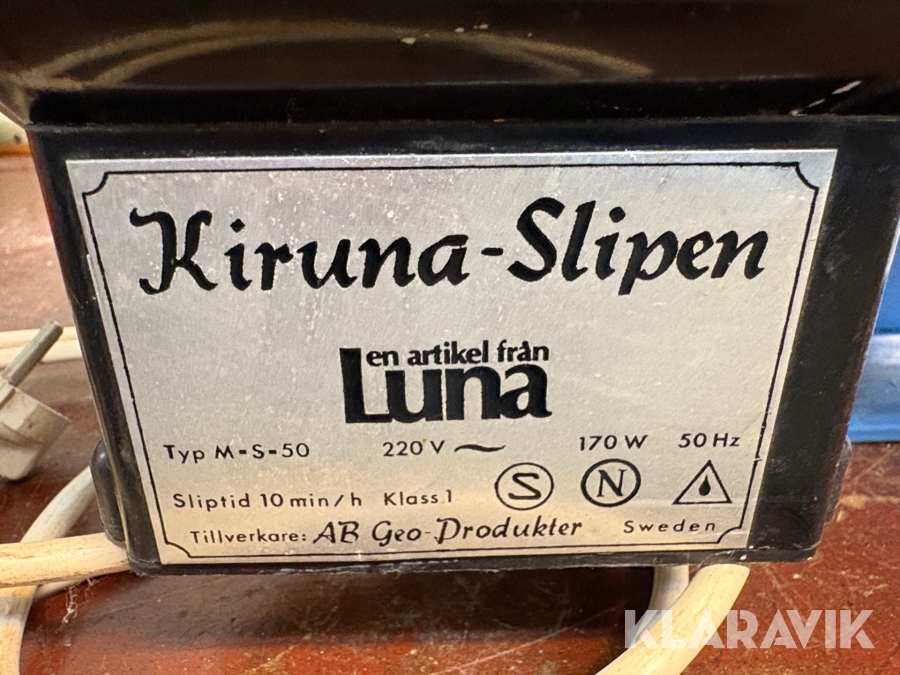 Kiruna-Slipen
en artikel från
Luna
Typ M-S-50 220 V ~ 170 W 50 Hz
Sliptid 10 min/h Klass 1 S N
Tillverkare: AB Geo-Produkter Sweden
KLARAVIK